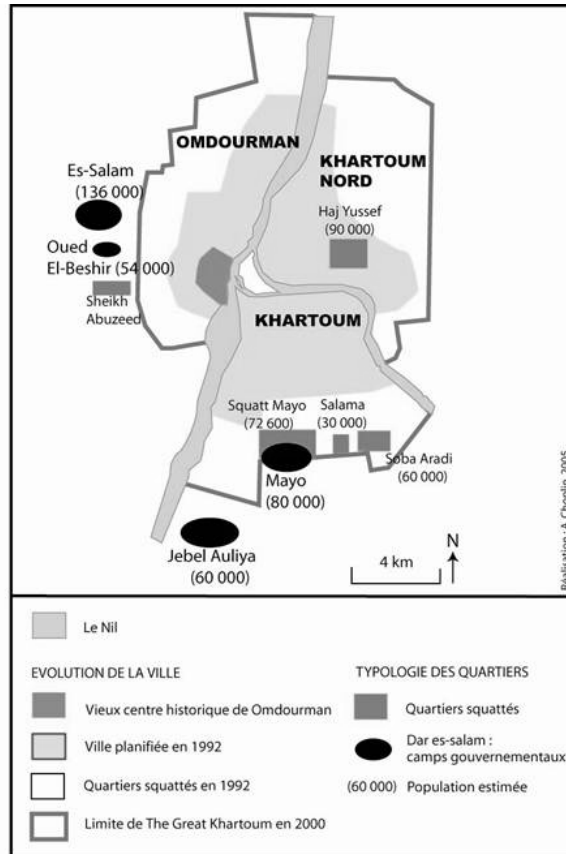 OMDOURMAN
Es-Salam
(136 000)
KHARTOUM
NORD
Haj Yussef
(90 000)
Oued
El-Beshir (54 000)
Sheikh
Abuzeed
KHARTOUM
Squatt Mayo
(72 600)
Salama
(30 000)
Soba Aradi
(60 000)
Mayo
(80 000)
Jebel Auliya
(60 000)
N
4 km
Réalisation : A. Choplin, 2005
Le Nil
EVOLUTION DE LA VILLE
Vieux centre historique de Omdourman
Ville planifiée en 1992
Quartiers squattés en 1992
Limite de The Great Khartoum en 2000
TYPOLOGIE DES QUARTIERS
Quartiers squattés
Dar es-salam :
camps gouvernementaux
(60 000) Population estimée